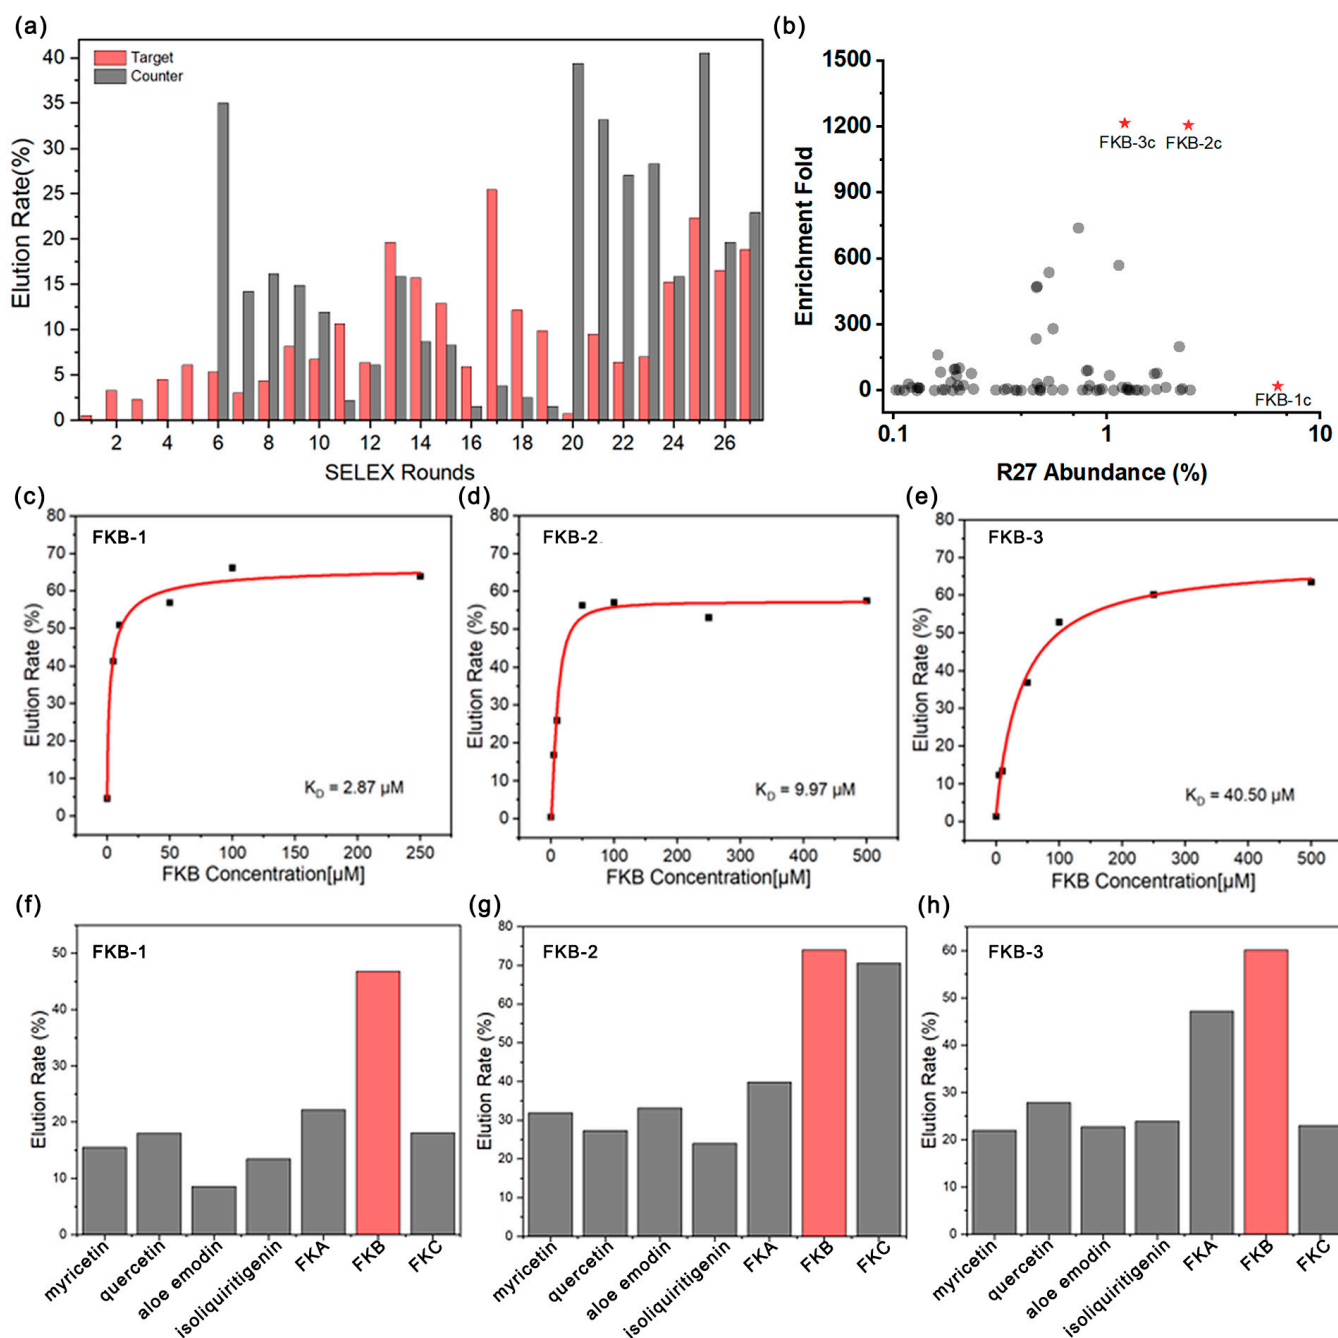 (a)
Target
Counter
40
35
30
25
20
15
10
5
0
Elution Rate(%)
2 4 6 8 10 12 14 16 18 20 22 24 26
SELEX Rounds
(b)
1500
1200
900
600
300
0
Enrichment Fold
FKB-3c FKB-2c
FKB-1c
0.1 1 10
R27 Abundance (%)
(c)
FKB-1
80
70
60
50
40
30
20
10
0
Elution Rate (%)
K_D = 2.87 μM
0 50 100 150 200 250
FKB Concentration[μM]
(d)
FKB-2
80
70
60
50
40
30
20
10
0
Elution Rate (%)
K_D = 9.97 μM
0 100 200 300 400 500
FKB Concentration[μM]
(e)
FKB-3
80
70
60
50
40
30
20
10
0
Elution Rate (%)
K_D = 40.50 μM
0 100 200 300 400 500
FKB Concentration[μM]
(f)
FKB-1
50
40
30
20
10
0
Elution Rate (%)
myricetin
quercetin
aloe emodin
isoliquiritigenin
FKA
FKB
FKC
(g)
FKB-2
80
70
60
50
40
30
20
10
0
Elution Rate (%)
myricetin
quercetin
aloe emodin
isoliquiritigenin
FKA
FKB
FKC
(h)
FKB-3
60
50
40
30
20
10
0
Elution Rate (%)
myricetin
quercetin
aloe emodin
isoliquiritigenin
FKA
FKB
FKC